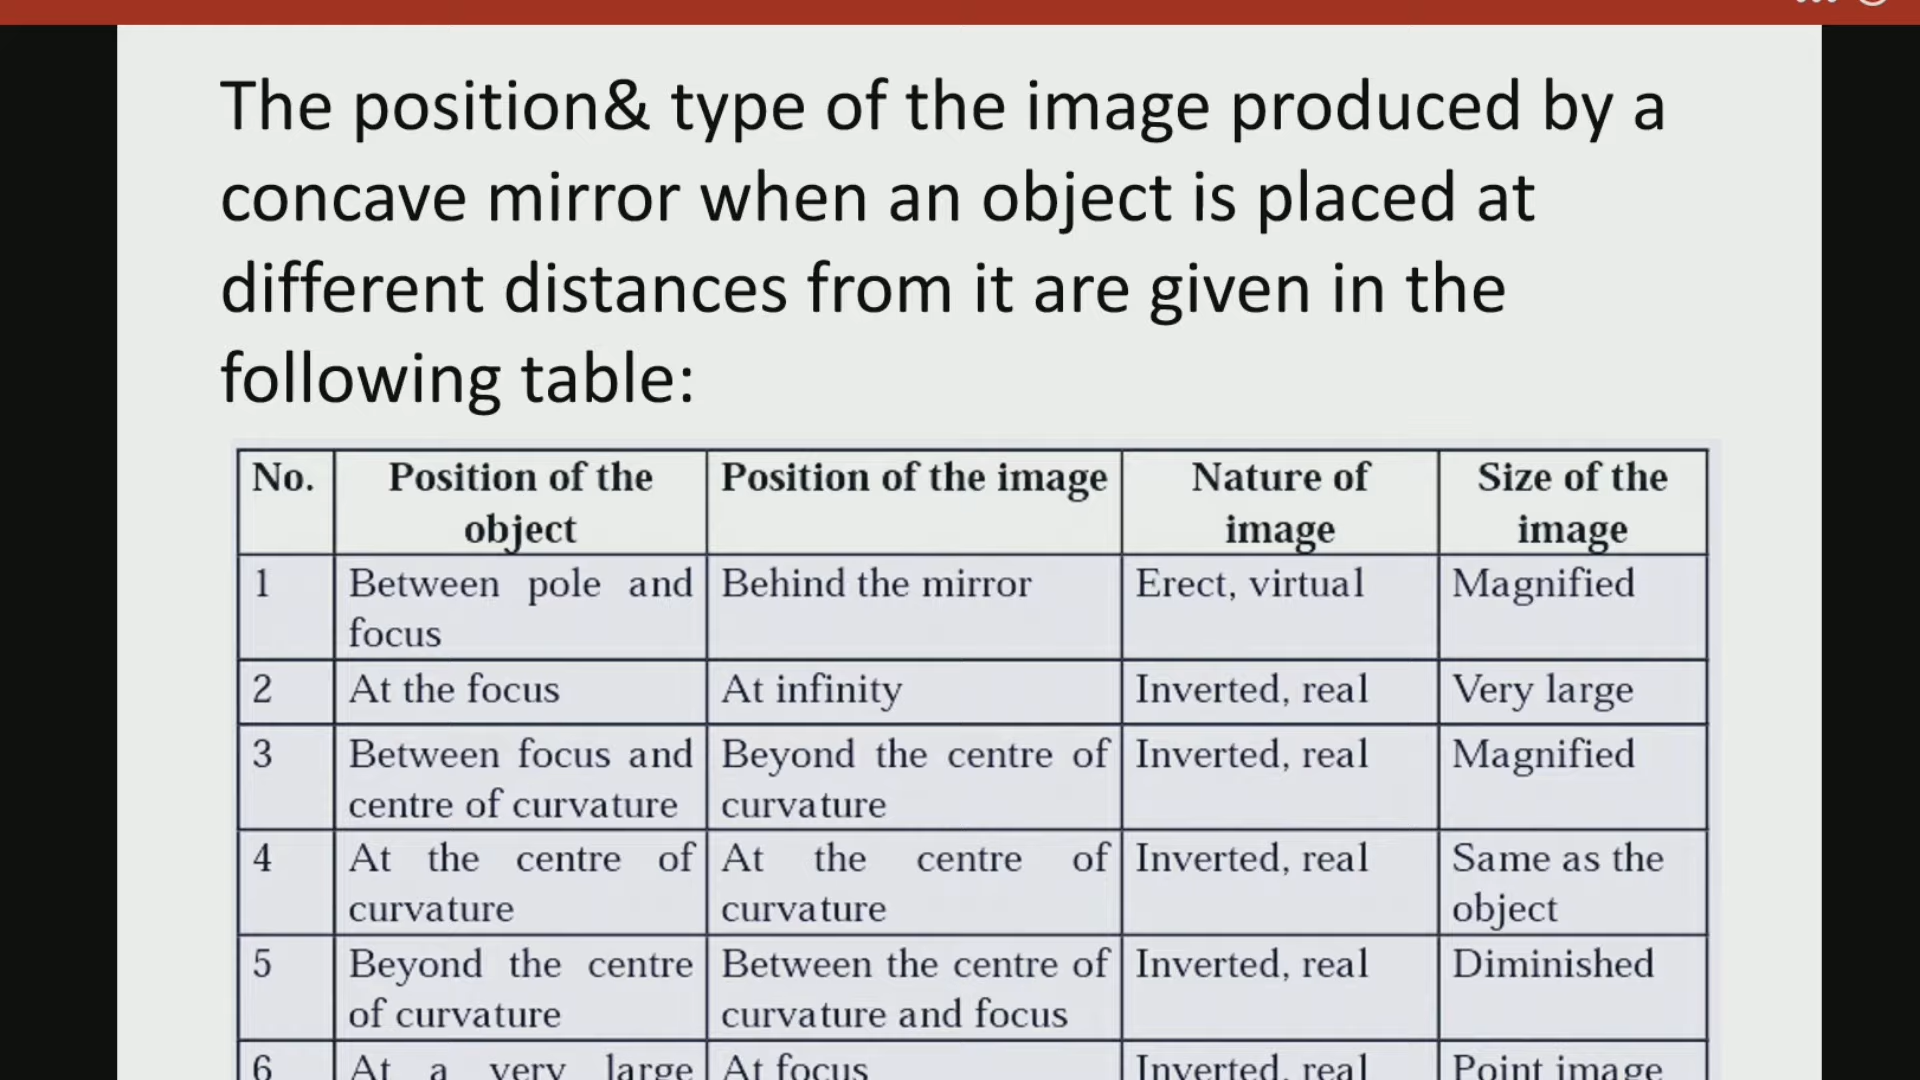 The position& type of the image produced by a
concave mirror when an object is placed at
different distances from it are given in the
following table:
No. Position of the object Position of the image Nature of image Size of the image
1 Between pole and focus Behind the mirror Erect, virtual Magnified
2 At the focus At infinity Inverted, real Very large
3 Between focus and centre of curvature Beyond the centre of curvature Inverted, real Magnified
4 At the centre of curvature At the centre of curvature Inverted, real Same as the object
5 Beyond the centre of curvature Between the centre of curvature and focus Inverted, real Diminished
6 At a very large At focus Inverted, real Point image